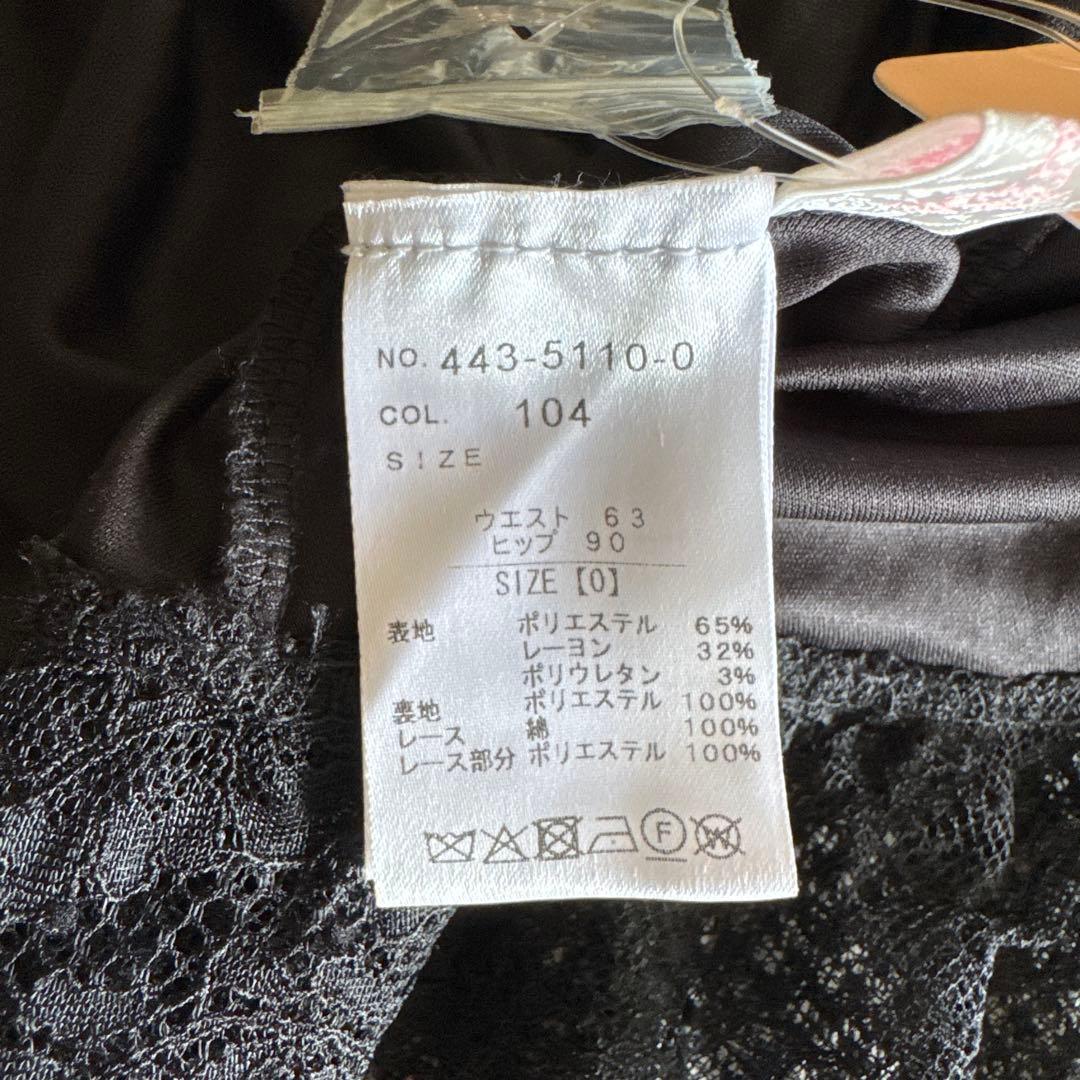 NO. 443-5110-0
COL. 104
SIZE
ウエスト 63
ヒップ 90
SIZE【0】
表地 ポリエステル 65%
レーヨン 32%
ポリウレタン 3%
裏地 ポリエステル 100%
レース 綿 100%
レース部分 ポリエステル 100%
F W